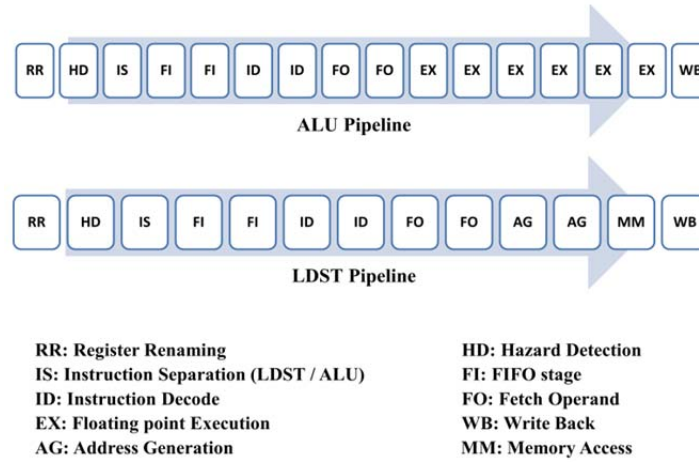 RR HD IS FI FI ID ID FO FO EX EX EX EX EX EX WB
ALU Pipeline
RR HD IS FI FI ID ID FO FO AG AG MM WB
LDST Pipeline
RR: Register Renaming HD: Hazard Detection
IS: Instruction Separation (LDST / ALU) FI: FIFO stage
ID: Instruction Decode FO: Fetch Operand
EX: Floating point Execution WB: Write Back
AG: Address Generation MM: Memory Access